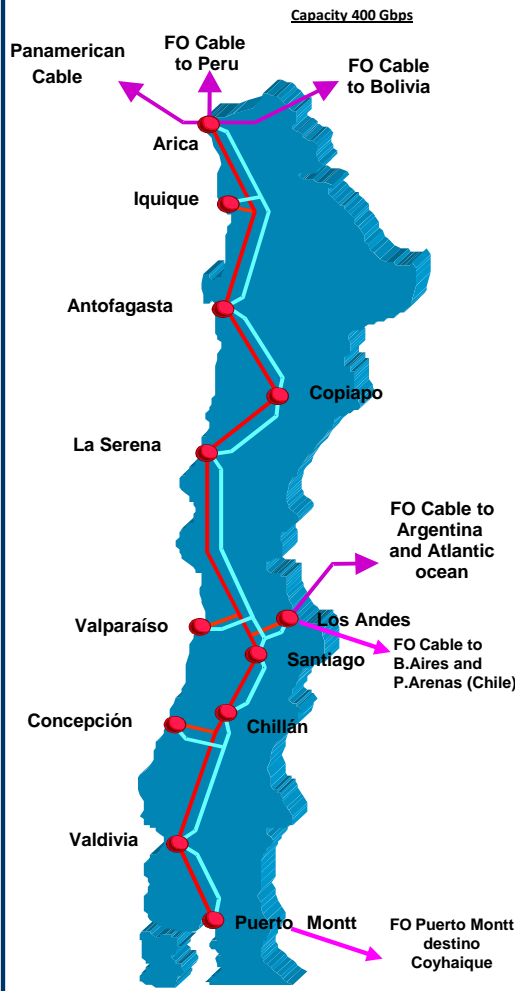 Capacity 400 Gbps
Panamerican
Cable
FO Cable
to Peru
FO Cable
to Bolivia
Arica
Iquique
Antofagasta
Copiapo
La Serena
FO Cable to
Argentina
and Atlantic
ocean
Valparaíso
Los Andes
Santiago
FO Cable to
B.Aires and
P.Arenas (Chile)
Concepción
Chillán
Valdivia
Puerto Montt
FO Puerto Montt
destino
Coyhaique